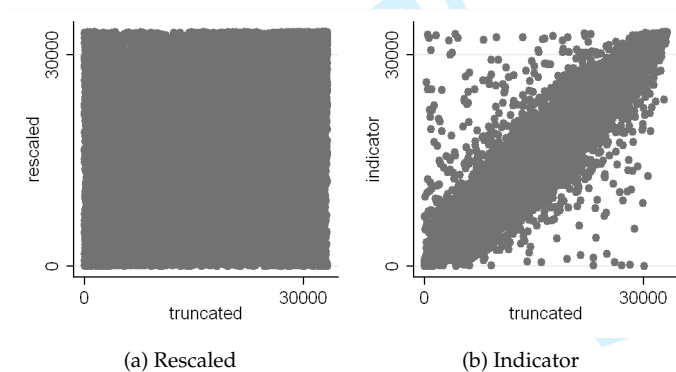 30000
rescaled
0
0 30000
truncated
(a) Rescaled
30000
indicator
0
0 30000
truncated
(b) Indicator